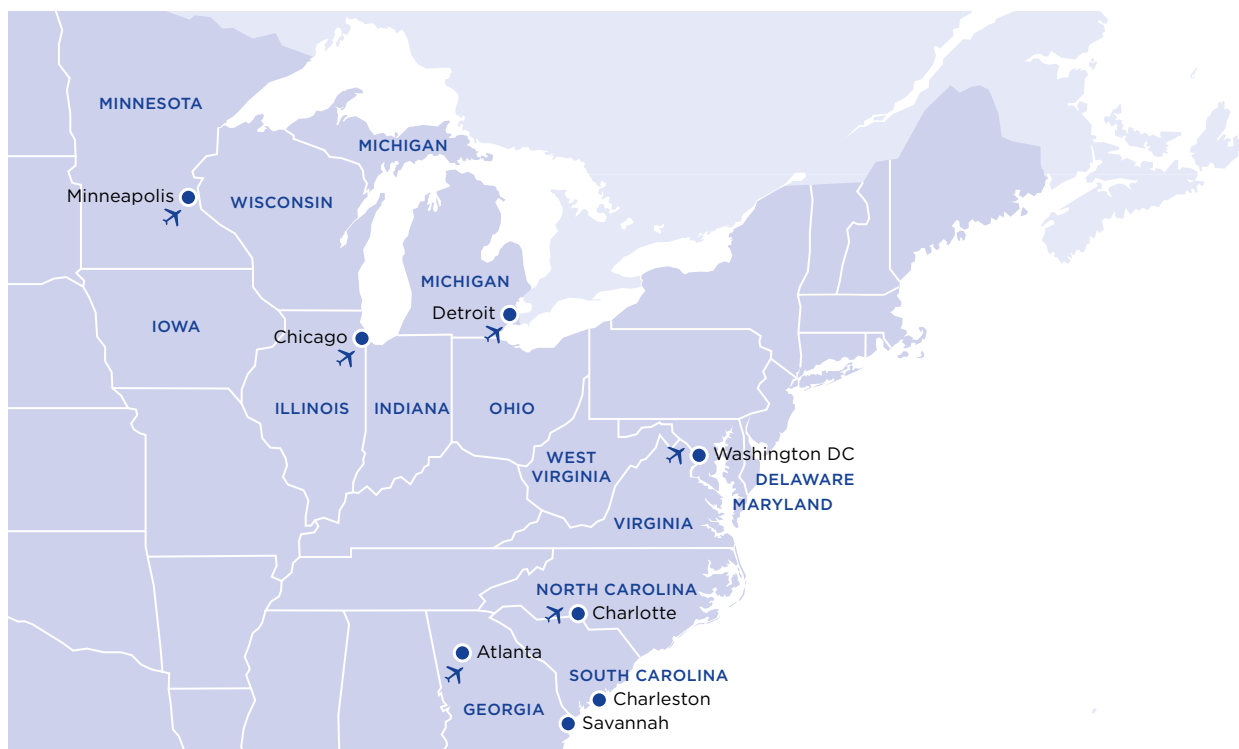 MINNESOTA
MICHIGAN
Minneapolis
WISCONSIN
MICHIGAN
Detroit
IOWA
Chicago
ILLINOIS
INDIANA
OHIO
WEST
VIRGINIA
Washington DC
DELAWARE
MARYLAND
VIRGINIA
NORTH CAROLINA
Charlotte
Atlanta
SOUTH CAROLINA
Charleston
GEORGIA
Savannah